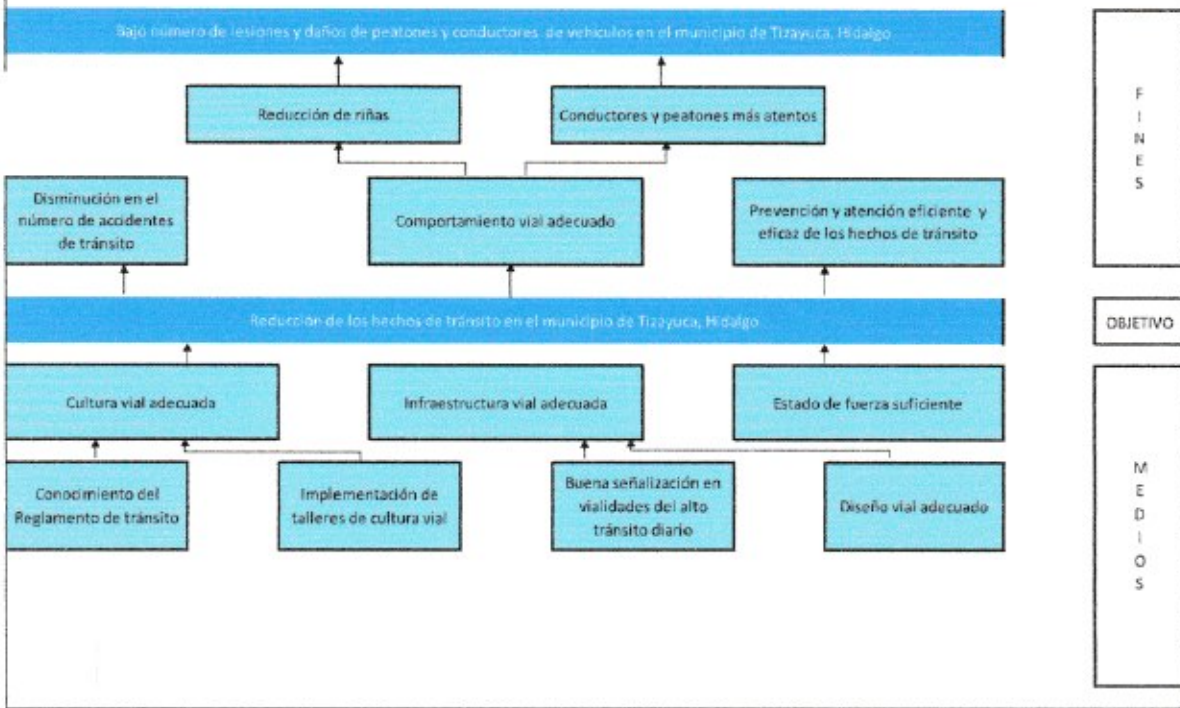 Bajo número de lesiones y daños de peatones y conductores de vehículos en el municipio de Tizayuca, Hidalgo
Reducción de riñas
Conductores y peatones más atentos
Disminución en el
número de accidentes
de tránsito
Comportamiento vial adecuado
Prevención y atención eficiente y
eficaz de los hechos de tránsito
F
I
N
E
S
Reducción de los hechos de tránsito en el municipio de Tizayuca, Hidalgo
OBJETIVO
Cultura vial adecuada
Infraestructura vial adecuada
Estado de fuerza suficiente
Conocimiento del
Reglamento de tránsito
Implementación de
talleres de cultura vial
Buena señalización en
vialidades del alto
tránsito diario
Diseño vial adecuado
M
E
D
I
O
S